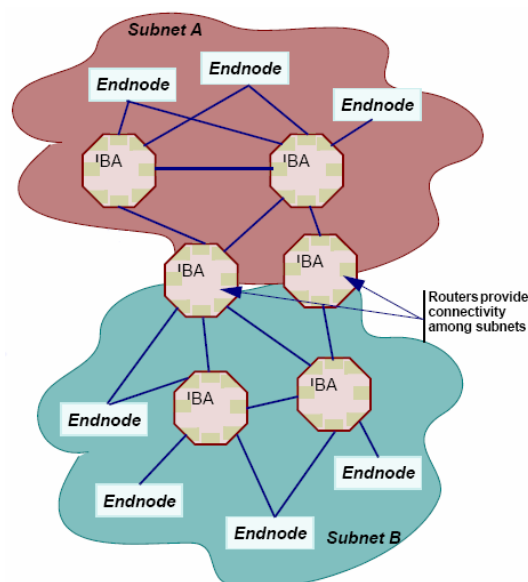 Subnet A
Endnode
Endnode
Endnode
IBA
IBA
IBA
IBA
Routers provide
connectivity
among subnets
IBA
IBA
Endnode
Endnode
Endnode
Endnode
Subnet B